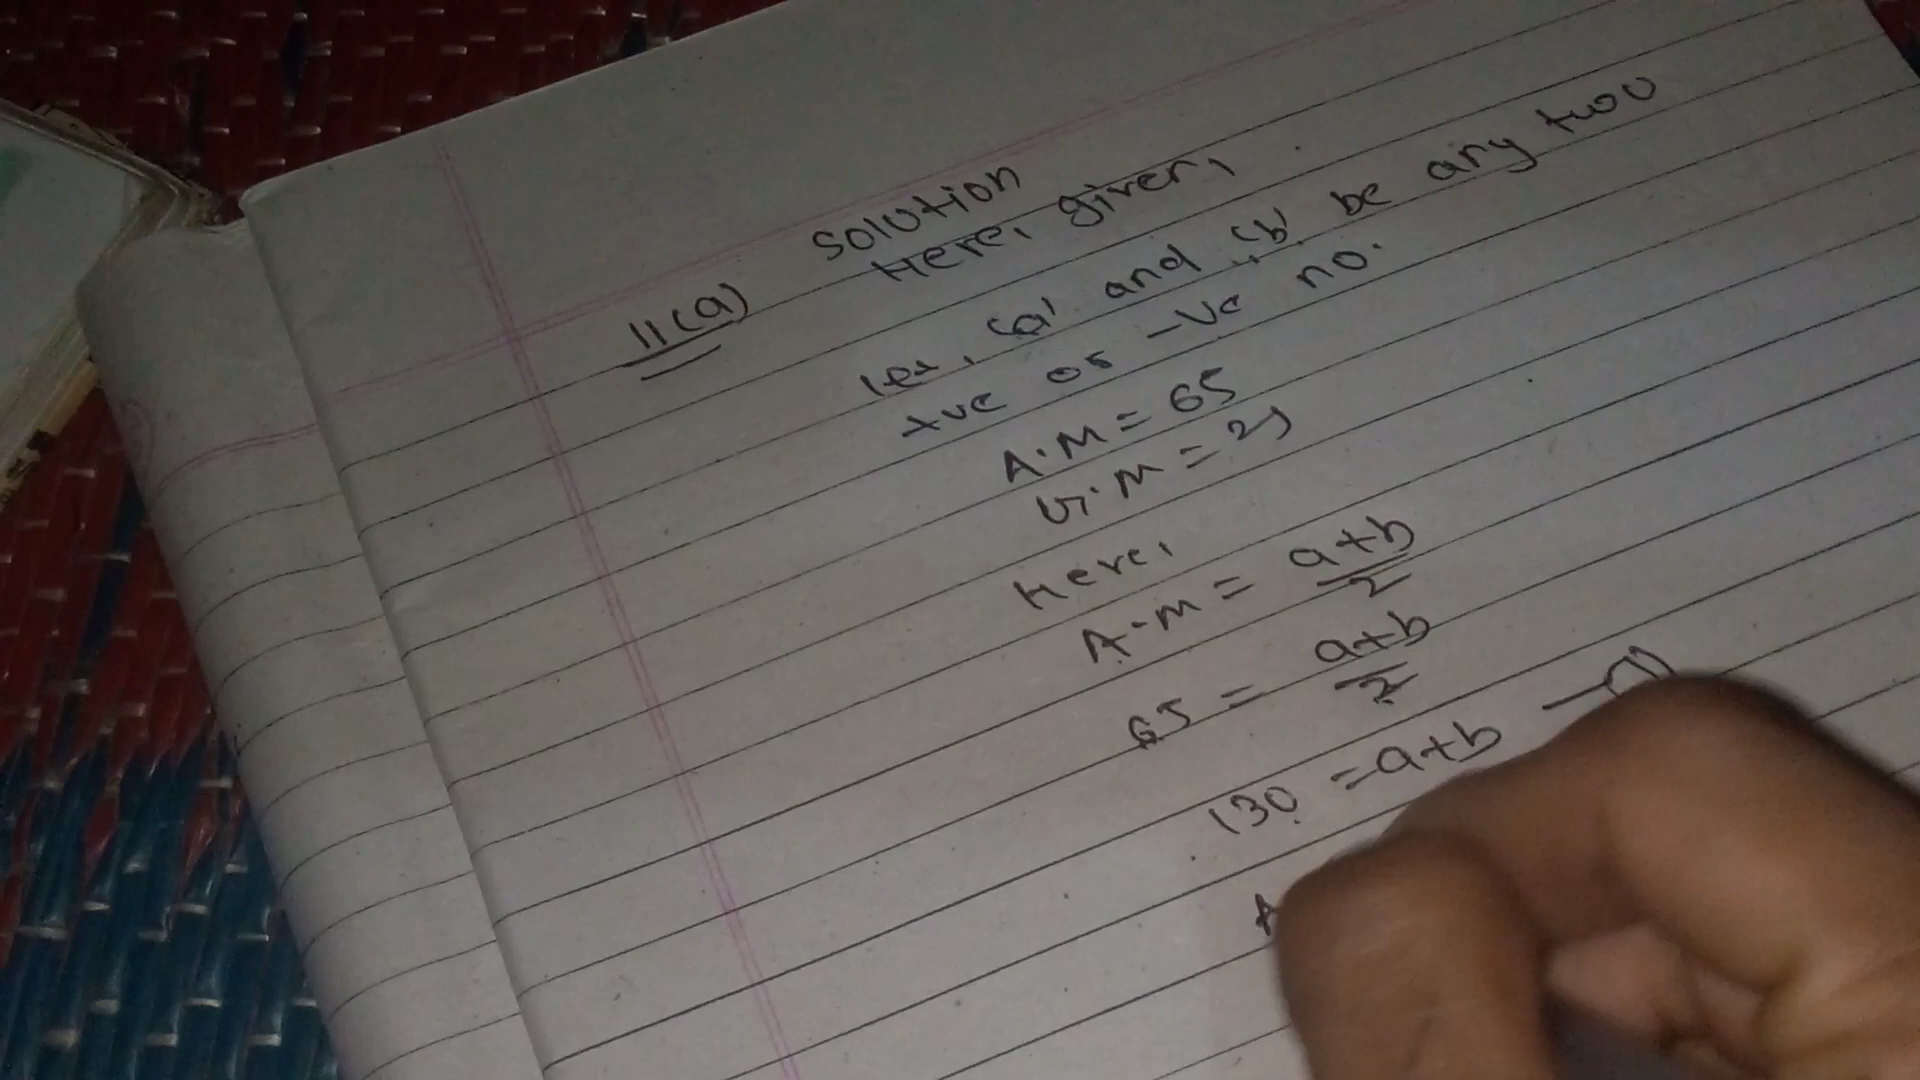 11(a) Solution
Here, given,
let, 'a' and 'b' be any two
+ve or -ve no.
A.M = 65
G.M = 25
Here,
A.M = a+b/2
65 = a+b/2
130 = a+b